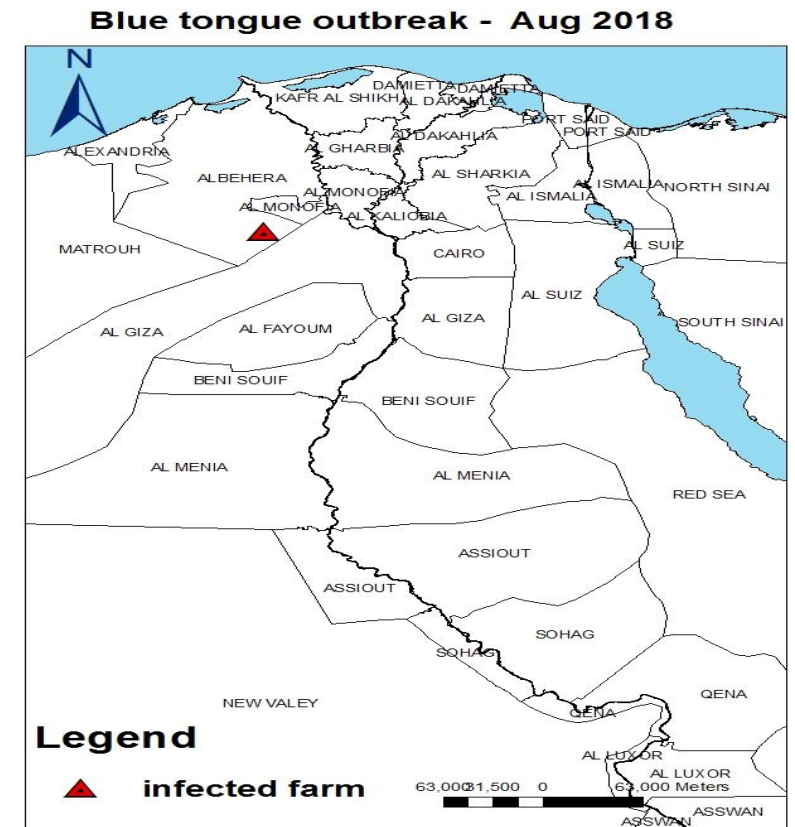 Blue tongue outbreak - Aug 2018
N
DAMIETTA
DAMIETTA
KAFR AL SHIKH
AL DAKAHLIA
PORT SAID
PORT SAID
AL DAKAHLIA
ALEXANDRIA
AL GHARBIA
ALBEHERA
AL SHARKIA
AL ISMALIA
NORTH SINAI
AL MONOFIA
AL ISMALIA
AL MONOFIA
AL KALIOBIA
MATROUH
CAIRO
AL SUIZ
AL SUIZ
AL GIZA
AL FAYOUM
AL GIZA
SOUTH SINAI
BENI SOUIF
BENI SOUIF
AL MENIA
AL MENIA
RED SEA
ASSIOUT
ASSIOUT
SOHAG
SOHAG
QENA
NEW VALEY
QENA
Legend
AL LUXOR
AL LUXOR
infected farm
63,000 31,500 0 63,000 Meters
ASSWAN
ASSWAN